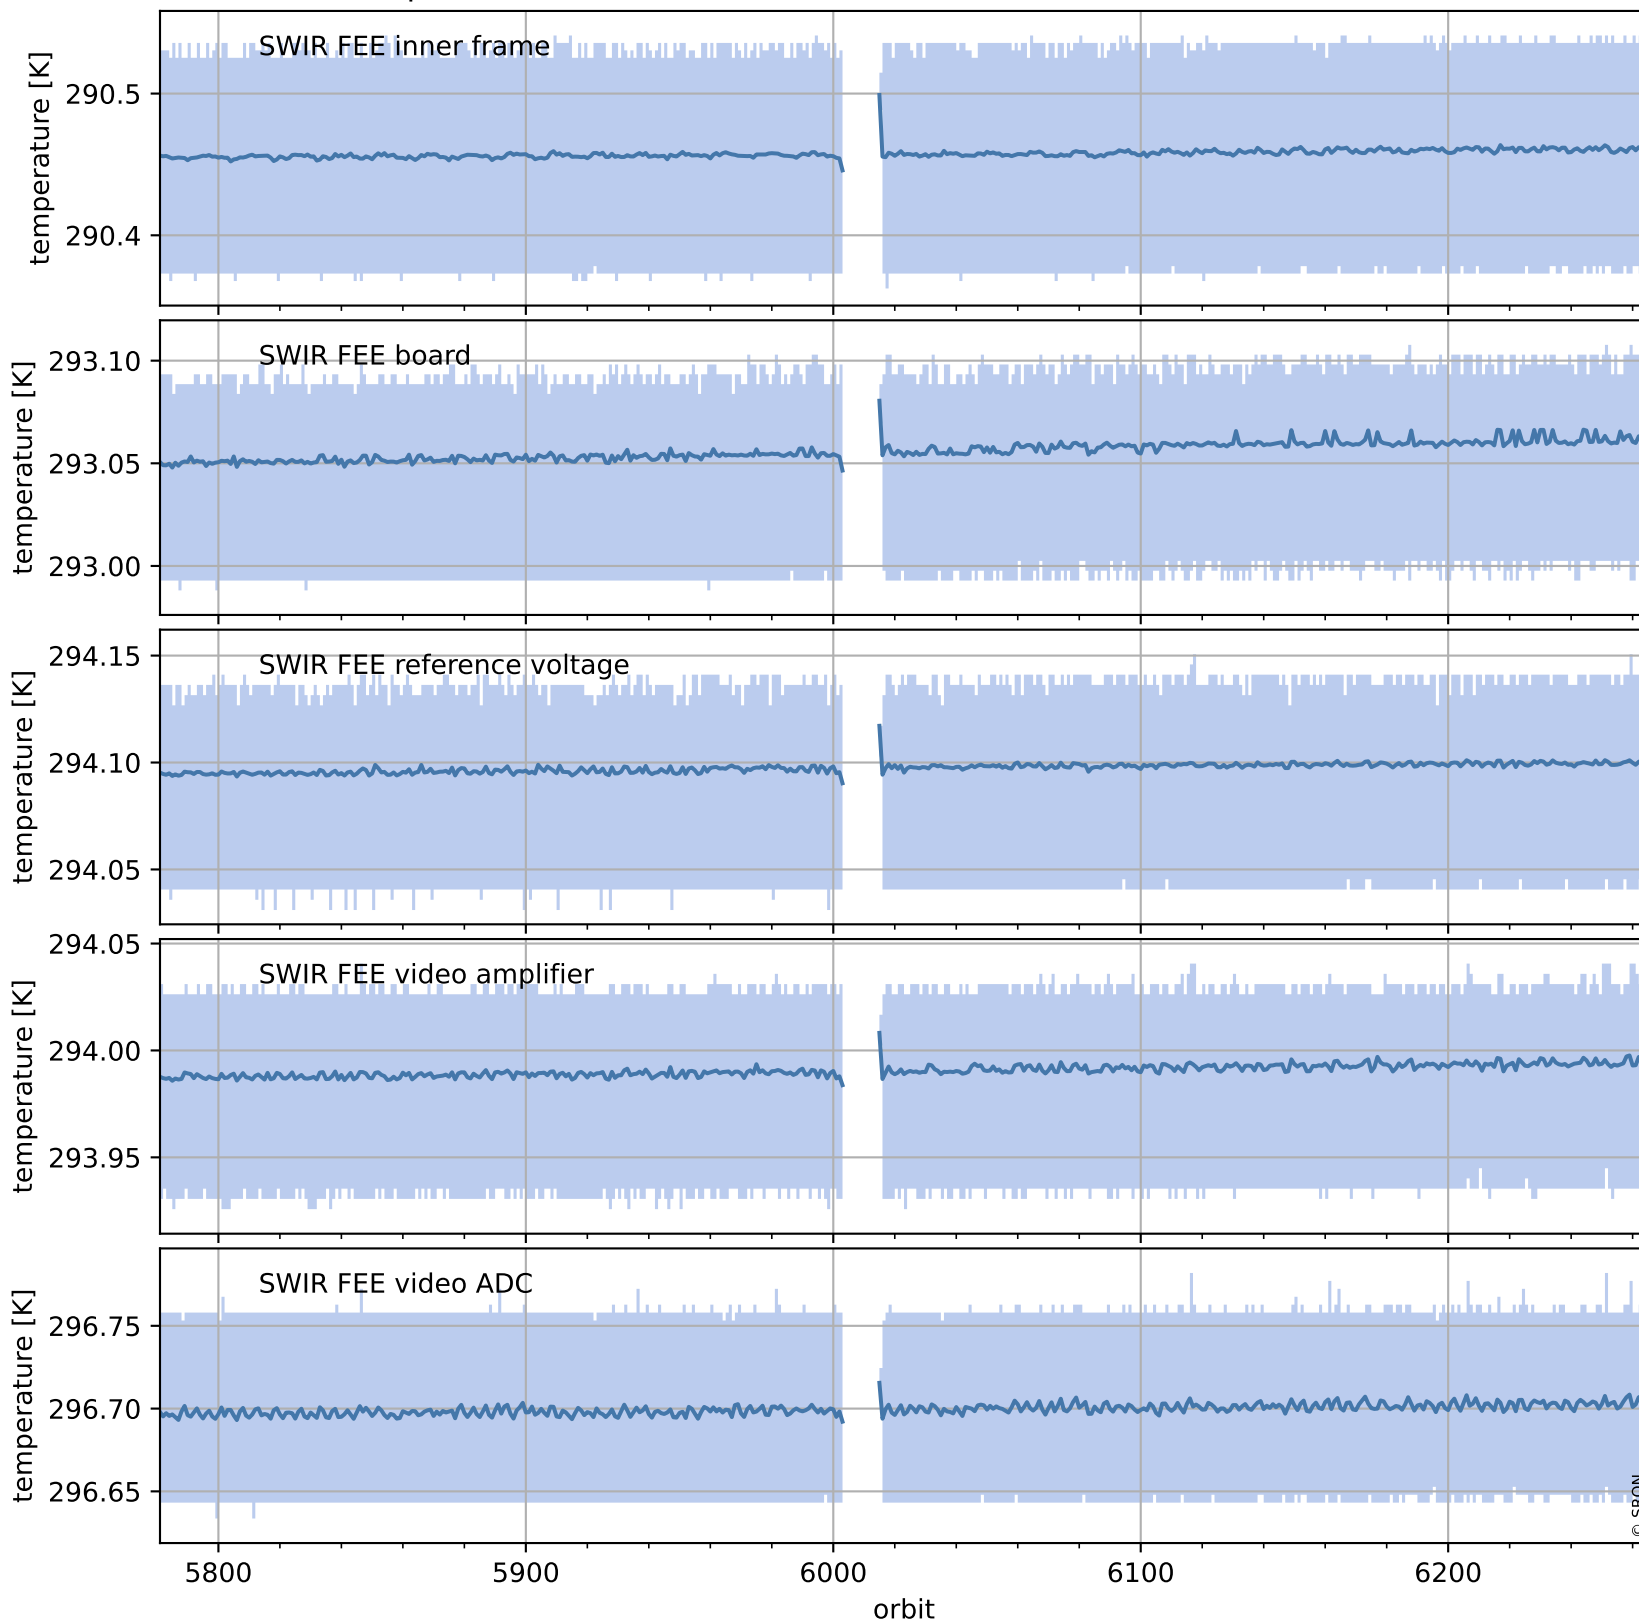 SWIR FEE inner frame
temperature [K]
290.5
290.4
SWIR FEE board
temperature [K]
293.10
293.05
293.00
SWIR FEE reference voltage
temperature [K]
294.15
294.10
294.05
SWIR FEE video amplifier
temperature [K]
294.05
294.00
293.95
SWIR FEE video ADC
temperature [K]
296.75
296.70
296.65
© SRON
5800 5900 6000 6100 6200
orbit